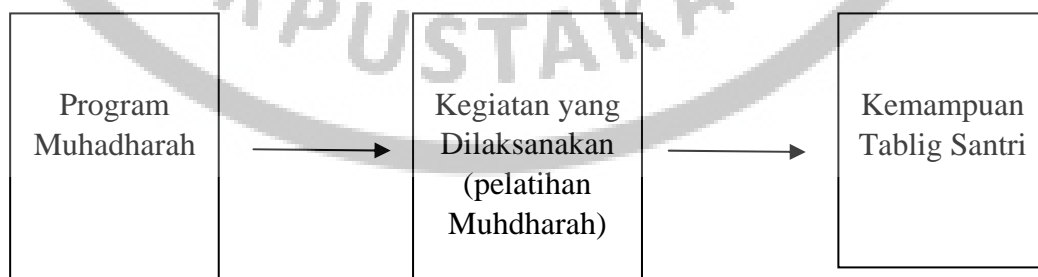 Program
Muhadharah
Kegiatan yang
Dilaksanakan
(pelatihan
Muhdharah)
Kemampuan
Tablig Santri